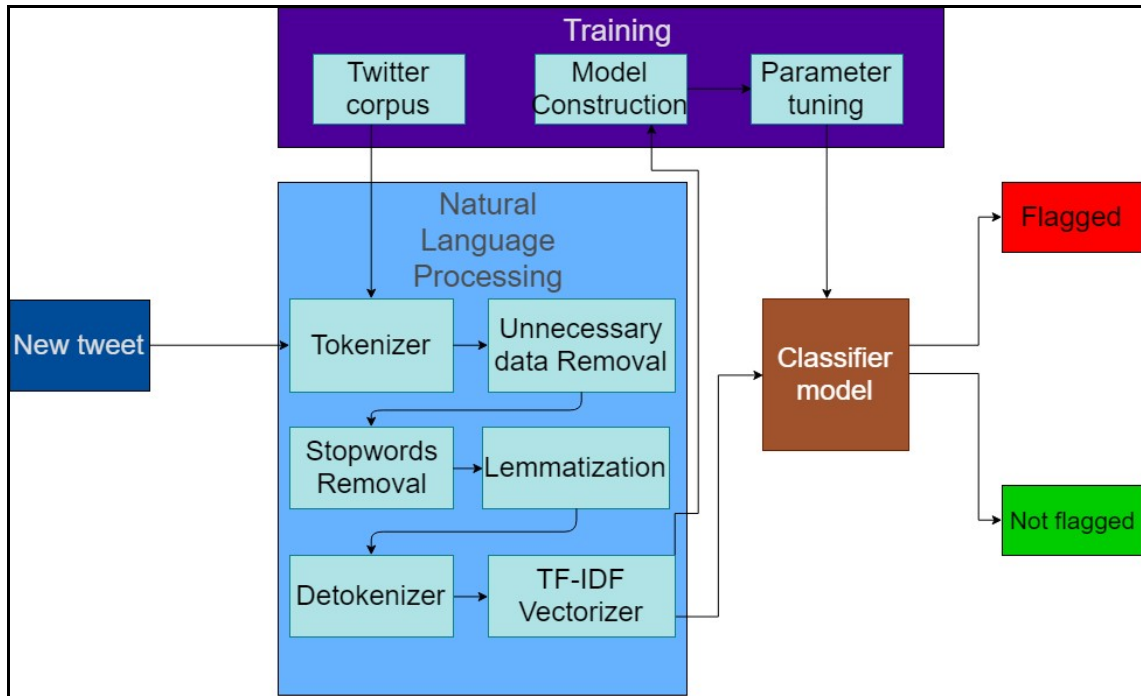 Training
Twitter
corpus
Model
Construction
Parameter
tuning
Natural
Language
Processing
New tweet
Tokenizer
Unnecessary
data Removal
Stopwords
Removal
Lemmatization
Detokenizer
TF-IDF
Vectorizer
Classifier
model
Flagged
Not flagged